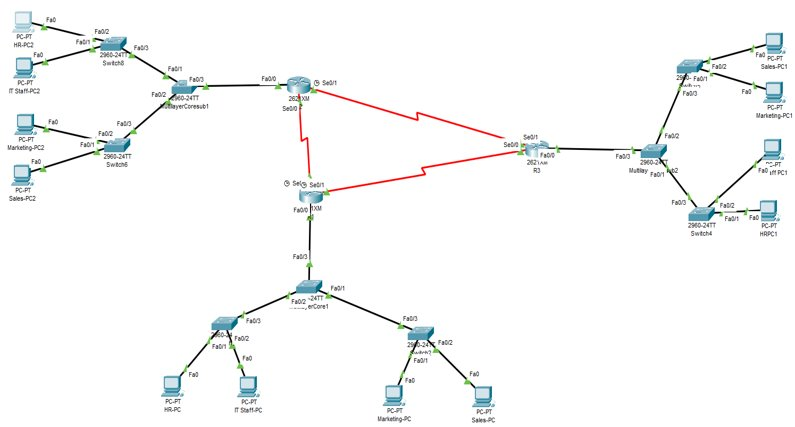 Fa0
PC-PT
HR-PC2
Fa0/2
Fa0/1
Fa0
PC-PT
IT Staff-PC2
2960-24TT
Switch8
Fa0/3
Fa0/1
Fa0/2
Fa0/3
2960-24TT
Fa0
PC-PT
Marketing-PC2
Fa0/2
Fa0/1
Fa0/3
2960-24TT
Switch6
Fa0
PC-PT
Sales-PC2
Fa0/0
Se0/1
Se0/0
Se0/1
Fa0/0
Se0/0
Se0/1
Fa0/0
R3
Fa0/3
Fa0/2
Fa0/1
2960-24TT
Fa0/2
Fa0/1
Fa0/3
Fa0
PC-PT
Sales-PC1
Fa0
PC-PT
Marketing-PC1
Fa0
PC-PT
PC1
Fa0/3
Fa0/2
Fa0/1
2960-24TT
Switch4
Fa0
PC-PT
HRPC1
Fa0/3
Fa0/1
Fa0/2
Fa0/3
Fa0/1
Fa0/2
Fa0
PC-PT
HR-PC
Fa0
PC-PT
IT Staff-PC
Fa0/3
Fa0/2
Fa0/1
Fa0
PC-PT
Marketing-PC
Fa0
PC-PT
Sales-PC